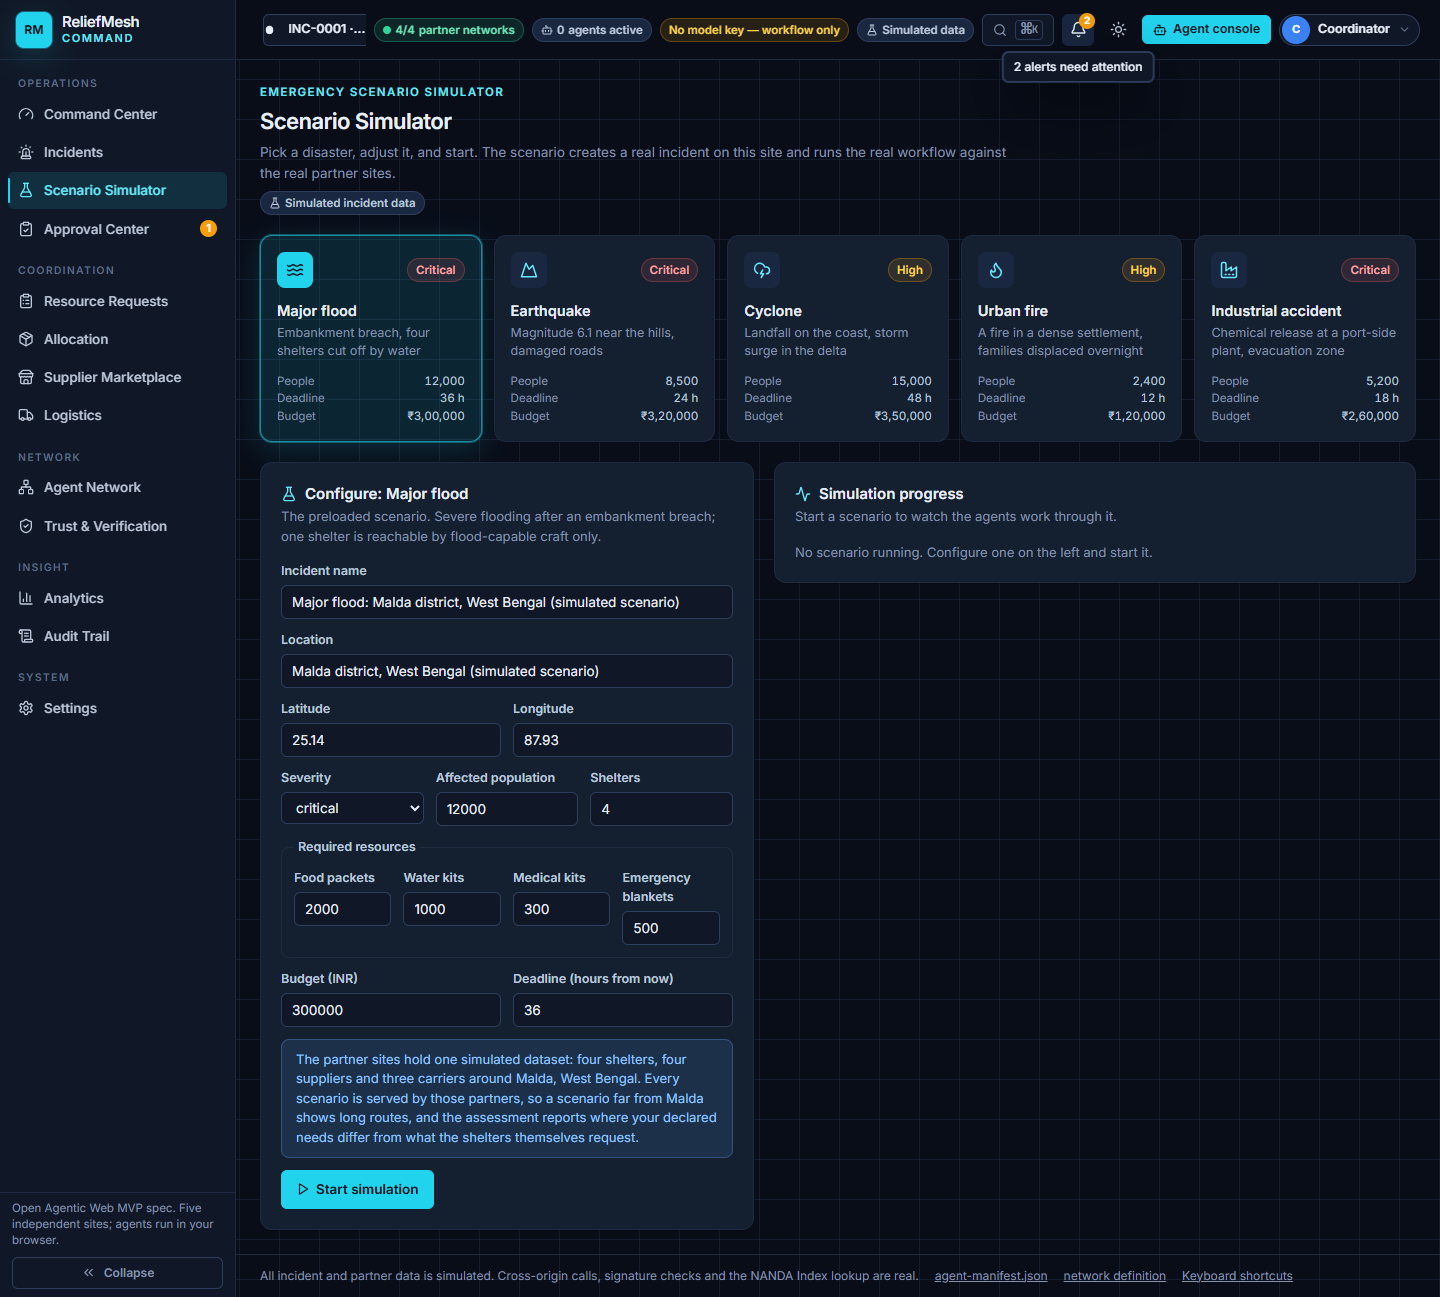 RM
ReliefMesh
COMMAND
INC-0001 -...
4/4 partner networks
0 agents active
No model key — workflow only
Simulated data
⌘K
2
Agent console
C
Coordinator
2 alerts need attention
OPERATIONS
Command Center
Incidents
Scenario Simulator
Approval Center
1
COORDINATION
Resource Requests
Allocation
Supplier Marketplace
Logistics
NETWORK
Agent Network
Trust & Verification
INSIGHT
Analytics
Audit Trail
SYSTEM
Settings
Open Agentic Web MVP spec. Five
independent sites; agents run in your
browser.
Collapse
EMERGENCY SCENARIO SIMULATOR
Scenario Simulator
Pick a disaster, adjust it, and start. The scenario creates a real incident on this site and runs the real workflow against
the real partner sites.
Simulated incident data
Critical
Major flood
Embankment breach, four
shelters cut off by water
People 12,000
Deadline 36 h
Budget ₹3,00,000
Critical
Earthquake
Magnitude 6.1 near the hills,
damaged roads
People 8,500
Deadline 24 h
Budget ₹3,20,000
High
Cyclone
Landfall on the coast, storm
surge in the delta
People 15,000
Deadline 48 h
Budget ₹3,50,000
High
Urban fire
A fire in a dense settlement,
families displaced overnight
People 2,400
Deadline 12 h
Budget ₹1,20,000
Critical
Industrial accident
Chemical release at a port-side
plant, evacuation zone
People 5,200
Deadline 18 h
Budget ₹2,60,000
Configure: Major flood
The preloaded scenario. Severe flooding after an embankment breach;
one shelter is reachable by flood-capable craft only.
Incident name
Major flood: Malda district, West Bengal (simulated scenario)
Location
Malda district, West Bengal (simulated scenario)
Latitude Longitude
25.14 87.93
Severity Affected population Shelters
critical 12000 4
Required resources
Food packets Water kits Medical kits Emergency
blankets
2000 1000 300 500
Budget (INR) Deadline (hours from now)
300000 36
The partner sites hold one simulated dataset: four shelters, four
suppliers and three carriers around Malda, West Bengal. Every
scenario is served by those partners, so a scenario far from Malda
shows long routes, and the assessment reports where your declared
needs differ from what the shelters themselves request.
Start simulation
Simulation progress
Start a scenario to watch the agents work through it.
No scenario running. Configure one on the left and start it.
All incident and partner data is simulated. Cross-origin calls, signature checks and the NANDA Index lookup are real. agent-manifest.json network definition Keyboard shortcuts